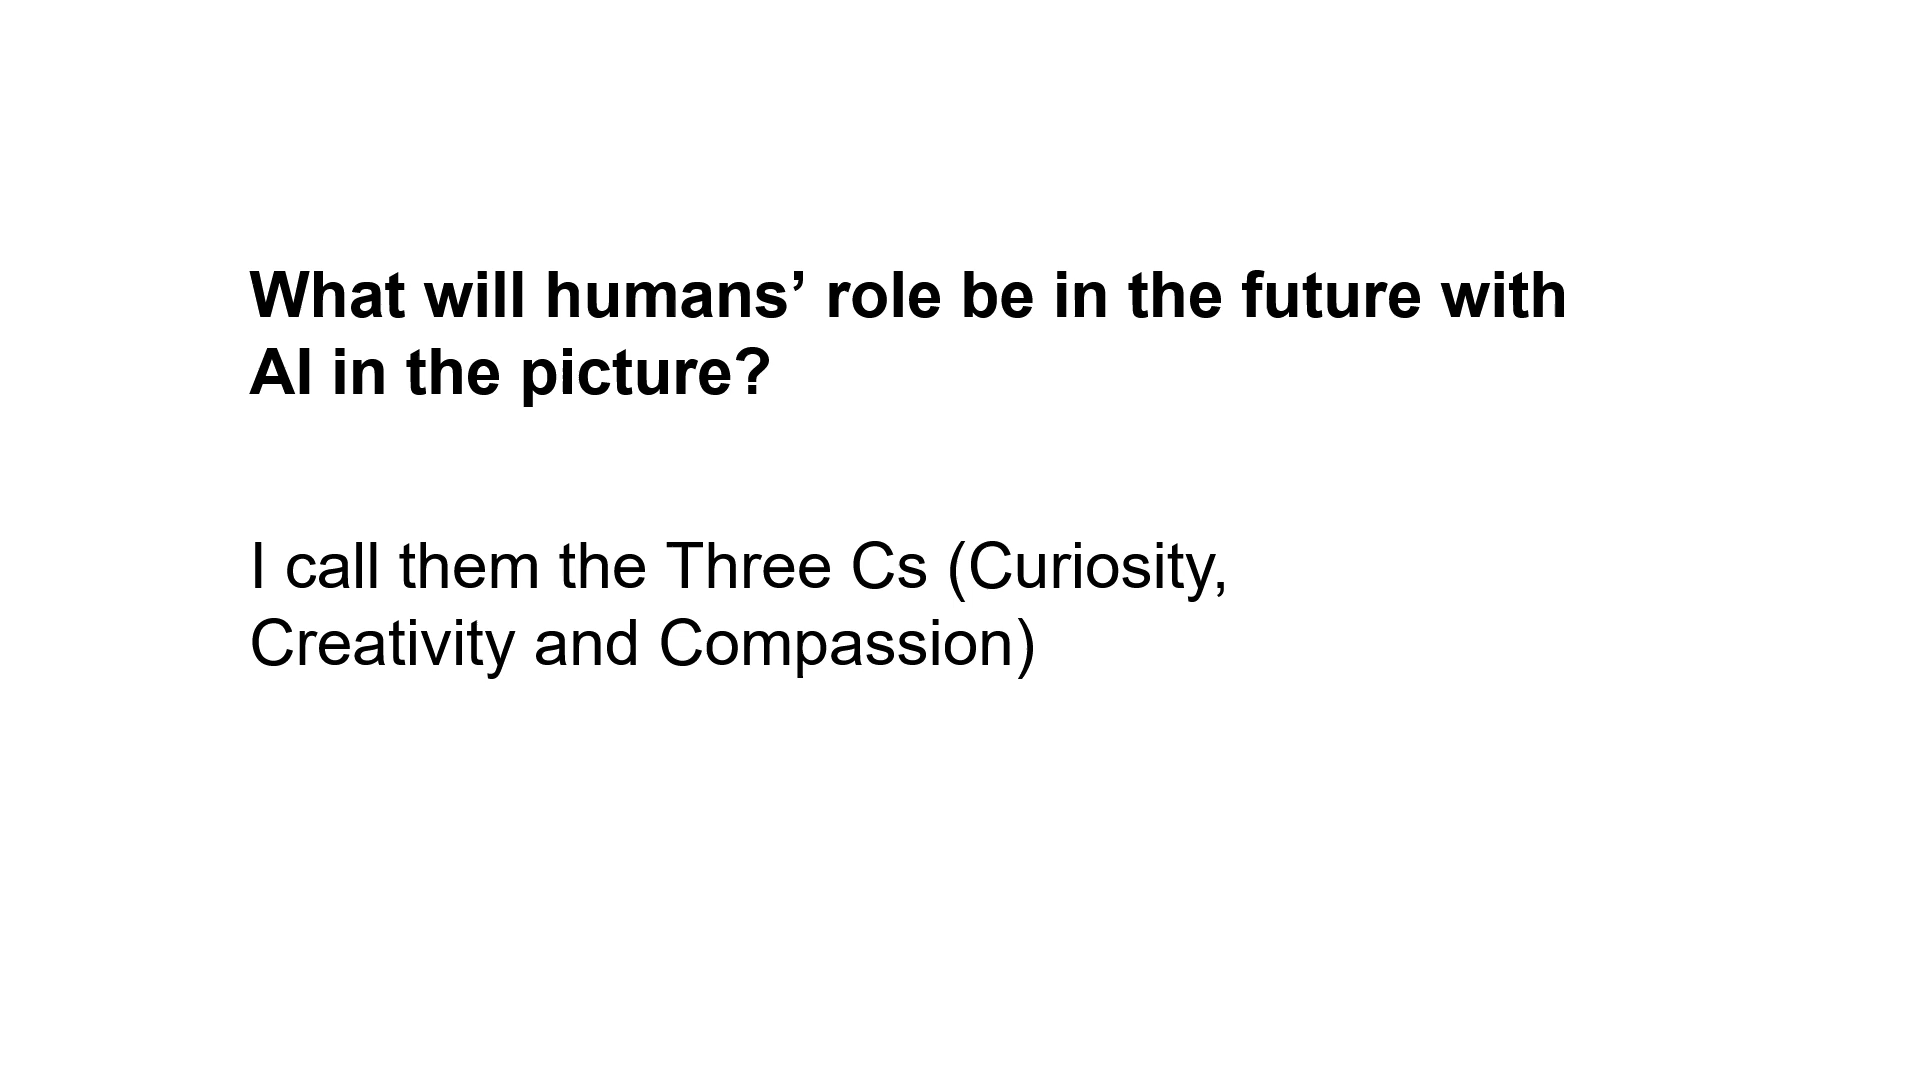 What will humans’ role be in the future with
AI in the picture?
I call them the Three Cs (Curiosity,
Creativity and Compassion)